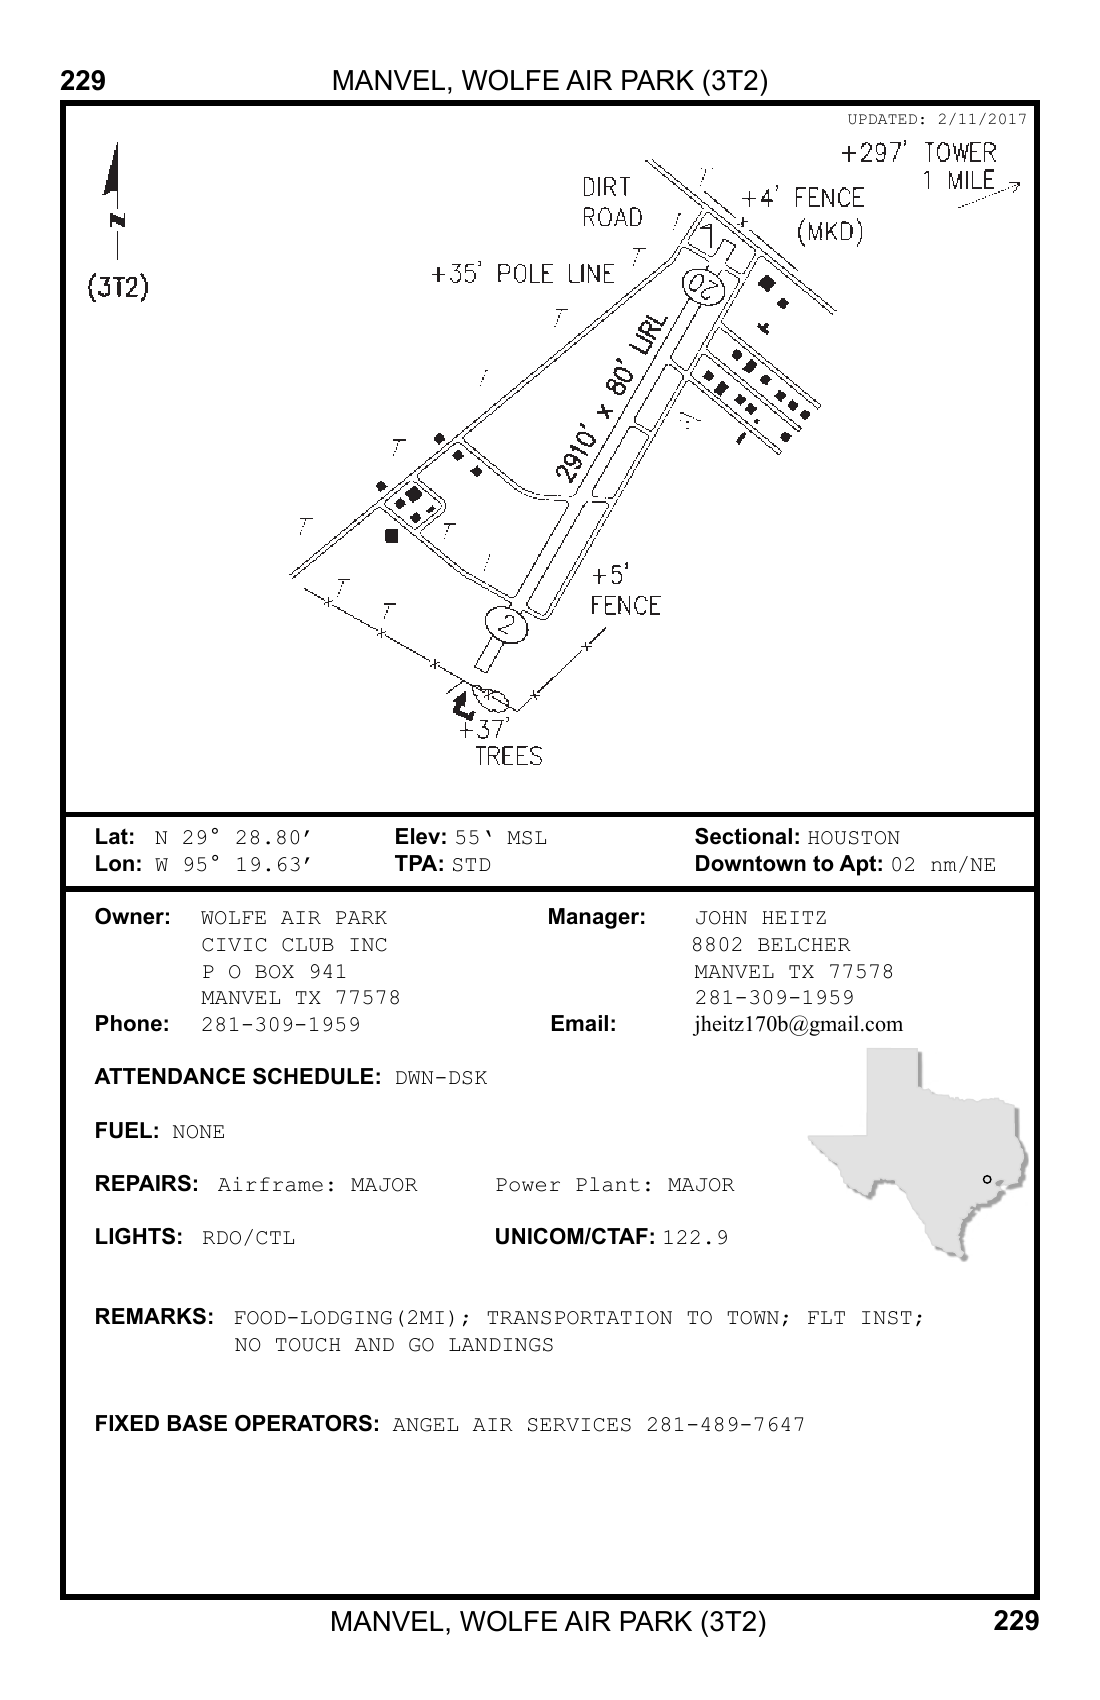 229 MANVEL, WOLFE AIR PARK (3T2)
UPDATED: 2/11/2017
+297' TOWER
1 MILE
DIRT
ROAD
+4' FENCE
(MKD)
N
(3T2)
+35' POLE LINE
20
2910' x 80' LIRL
+5'
FENCE
2
+37'
TREES
Lat: N 29° 28.80′ Elev: 55‘ MSL Sectional: HOUSTON
Lon: W 95° 19.63′ TPA: STD Downtown to Apt: 02 nm/NE
Owner: WOLFE AIR PARK Manager: JOHN HEITZ
CIVIC CLUB INC 8802 BELCHER
P O BOX 941 MANVEL TX 77578
MANVEL TX 77578 281-309-1959
Phone: 281-309-1959 Email: jheitz170b@gmail.com
ATTENDANCE SCHEDULE: DWN-DSK
FUEL: NONE
REPAIRS: Airframe: MAJOR Power Plant: MAJOR
LIGHTS: RDO/CTL UNICOM/CTAF: 122.9
REMARKS: FOOD-LODGING(2MI); TRANSPORTATION TO TOWN; FLT INST;
NO TOUCH AND GO LANDINGS
FIXED BASE OPERATORS: ANGEL AIR SERVICES 281-489-7647
MANVEL, WOLFE AIR PARK (3T2) 229